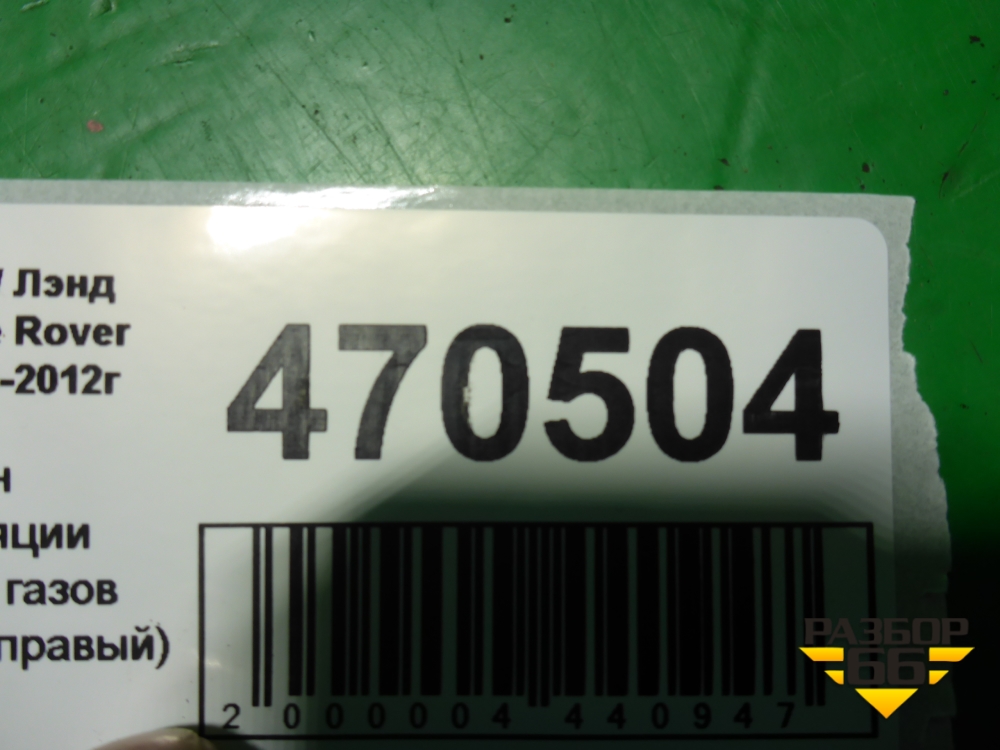 Лэнд
Rover
-2012г
470504
н
яции
газов
правый)
2 000004 440947
РАЗБОР
66